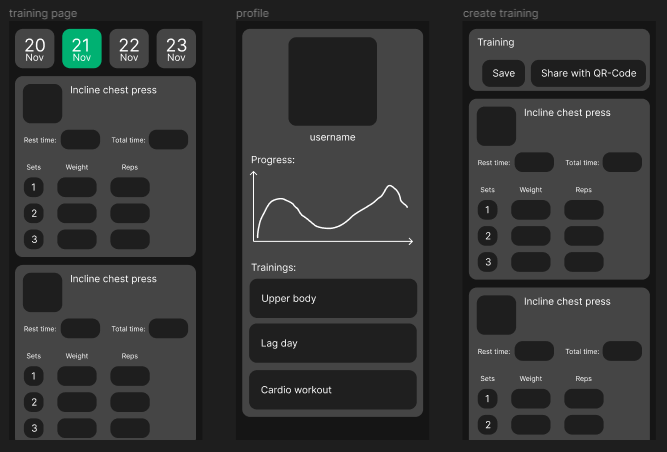 training page
20 21 22 23
Nov Nov Nov Nov
Incline chest press
Rest time: Total time:
Sets Weight Reps
1
2
3
Incline chest press
Rest time: Total time:
Sets Weight Reps
1
2
3
profile
username
Progress:
Trainings:
Upper body
Lag day
Cardio workout
create training
Training
Save Share with QR-Code
Incline chest press
Rest time: Total time:
Sets Weight Reps
1
2
3
Incline chest press
Rest time: Total time:
Sets Weight Reps
1
2